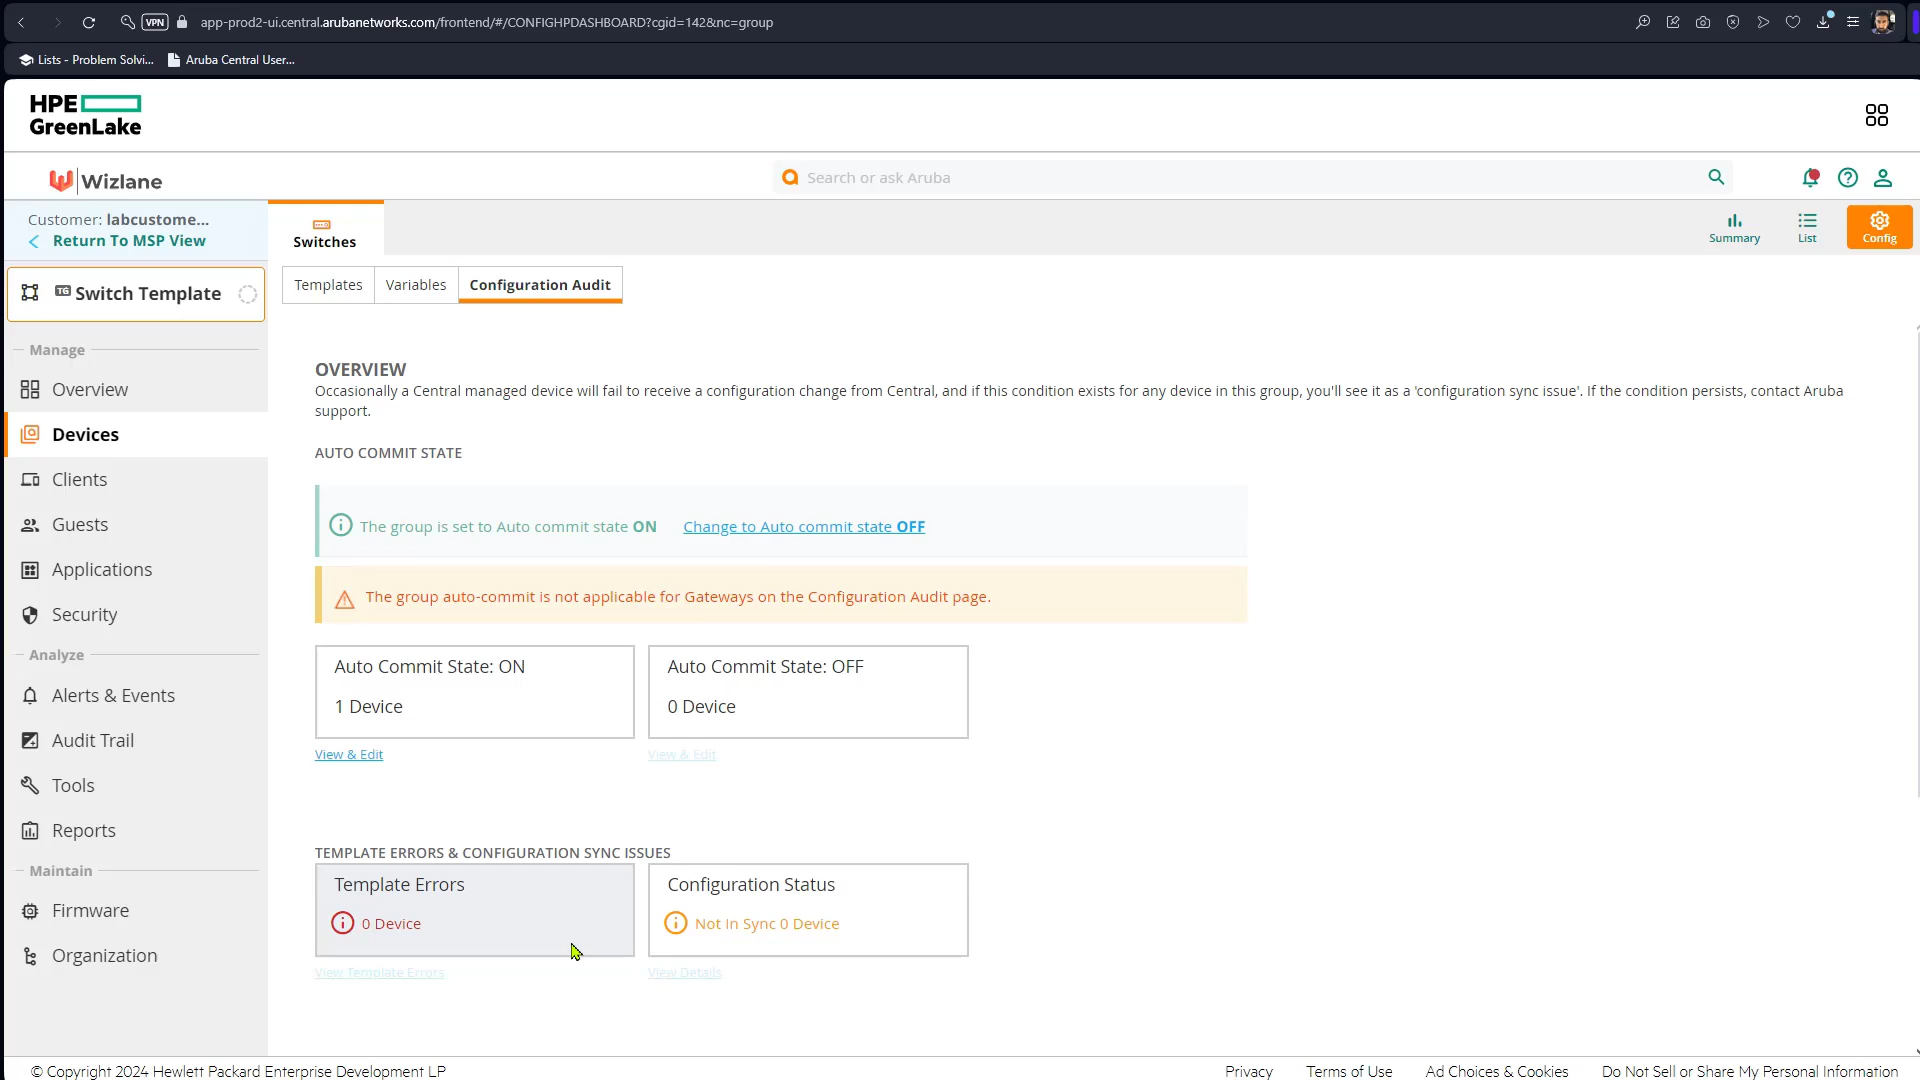 VPN
app-prod2-ui.central.arubanetworks.com/frontend/#/CONFIGHPDASHBOARD?cgid=142&nc=group
Lists - Problem Solvi...
Aruba Central User...
HPE
GreenLake
Wizlane
Search or ask Aruba
Customer: labcustome...
Return To MSP View
Switches
Summary
List
Config
TG Switch Template
Templates
Variables
Configuration Audit
Manage
Overview
Devices
Clients
Guests
Applications
Security
Analyze
Alerts & Events
Audit Trail
Tools
Reports
Maintain
Firmware
Organization
OVERVIEW
Occasionally a Central managed device will fail to receive a configuration change from Central, and if this condition exists for any device in this group, you'll see it as a 'configuration sync issue'. If the condition persists, contact Aruba
support.
AUTO COMMIT STATE
The group is set to Auto commit state ON Change to Auto commit state OFF
The group auto-commit is not applicable for Gateways on the Configuration Audit page.
Auto Commit State: ON
1 Device
View & Edit
Auto Commit State: OFF
0 Device
View & Edit
TEMPLATE ERRORS & CONFIGURATION SYNC ISSUES
Template Errors
0 Device
View Template Errors
Configuration Status
Not In Sync 0 Device
View Details
© Copyright 2024 Hewlett Packard Enterprise Development LP
Privacy
Terms of Use
Ad Choices & Cookies
Do Not Sell or Share My Personal Information